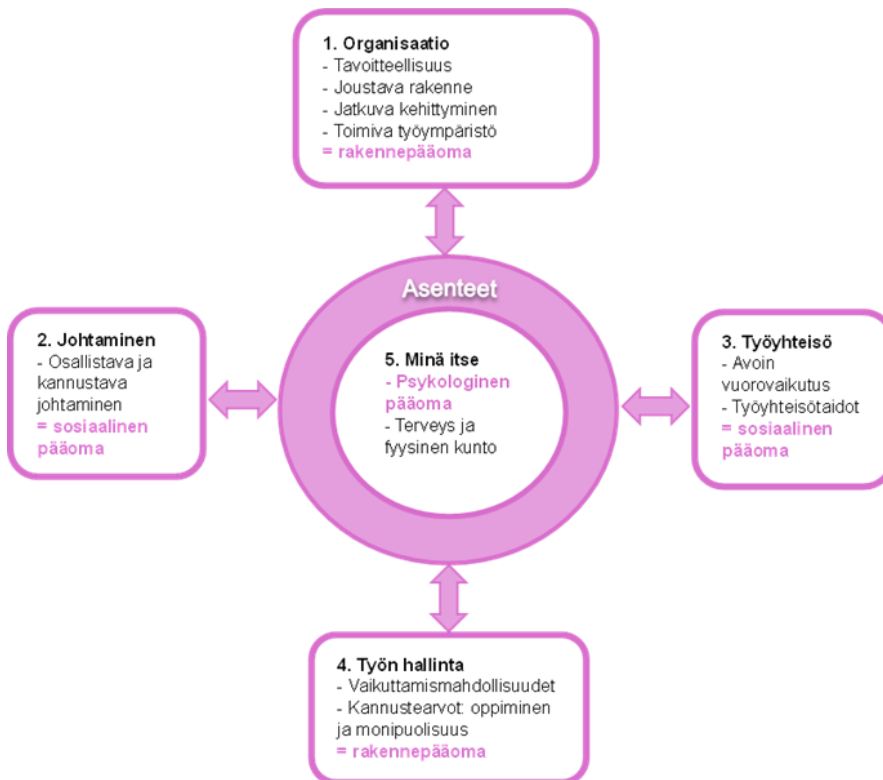 1. Organisaatio
- Tavoitteellisuus
- Joustava rakenne
- Jatkuva kehittyminen
- Toimiva työympäristö
= rakennepääoma
Asenteet
2. Johtaminen
- Osallistava ja
kannustava
johtaminen
= sosiaalinen
pääoma
5. Minä itse
- Psykologinen
pääoma
- Terveys ja
fyysinen kunto
3. Työyhteisö
- Avoin
vuorovaikutus
- Työyhteisötaidot
= sosiaalinen
pääoma
4. Työn hallinta
- Vaikuttamismahdollisuudet
- Kannustearvot: oppiminen
ja monipuolisuus
= rakennepääoma